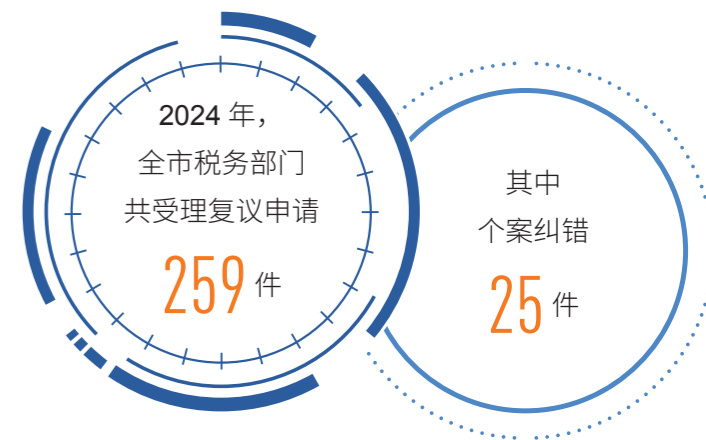 2024 年，
全市税务部门
共受理复议申请
259 件
其中
个案纠错
25 件